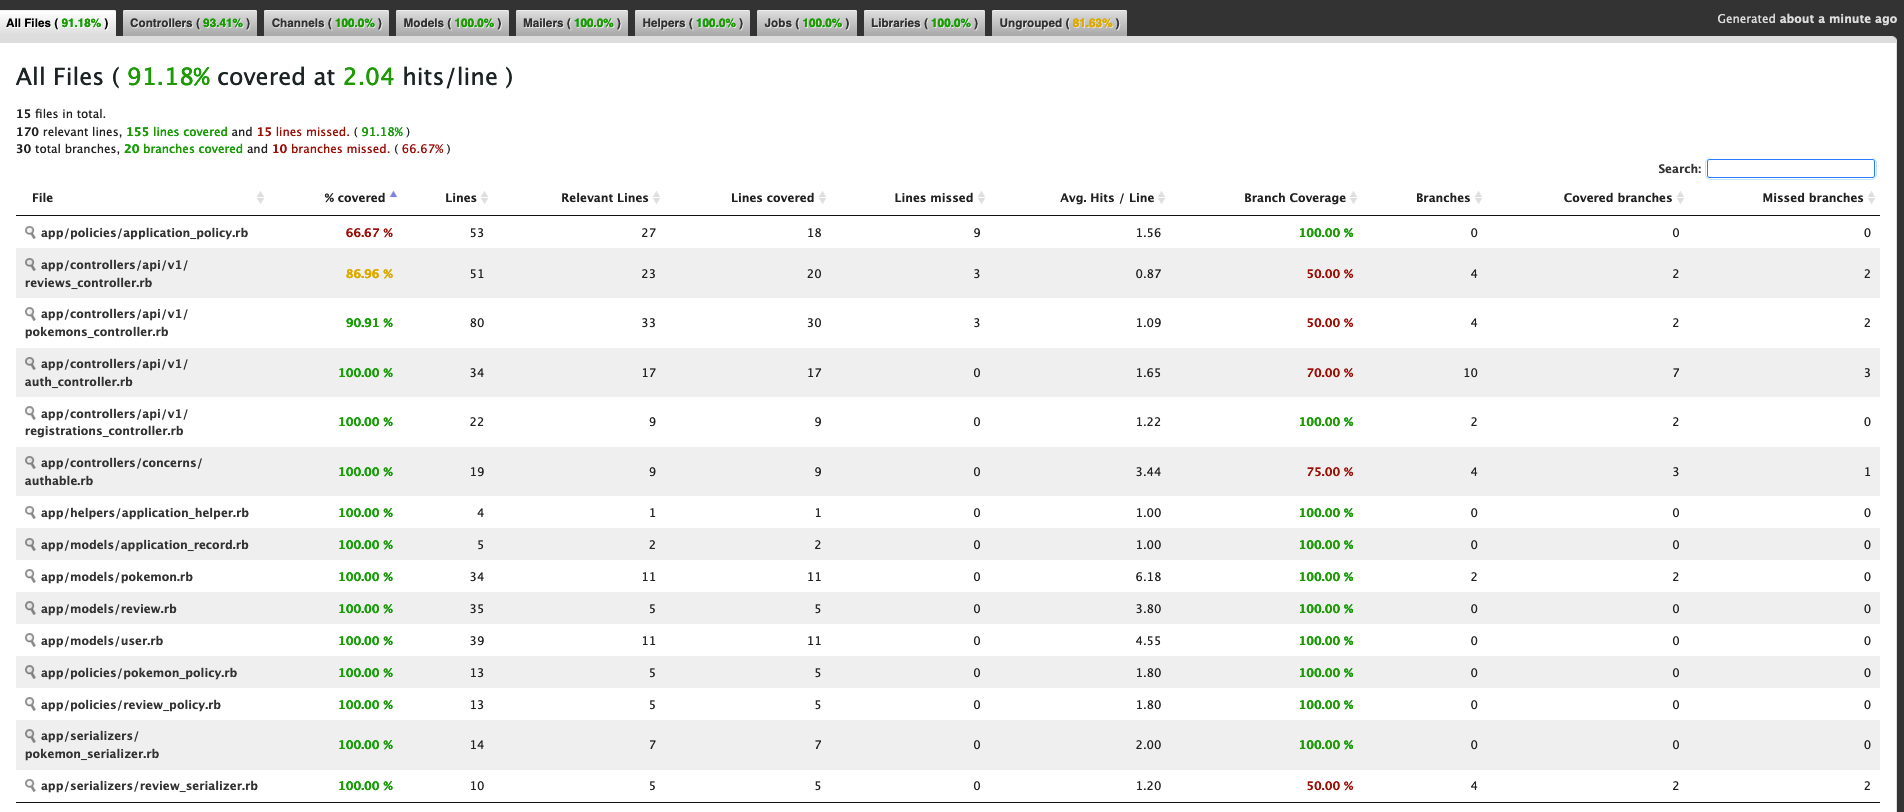 All Files ( 91.18% ) Controllers ( 93.41% ) Channels ( 100.0% ) Models ( 100.0% ) Mailers ( 100.0% ) Helpers ( 100.0% ) Jobs ( 100.0% ) Libraries ( 100.0% ) Ungrouped ( 81.63% ) Generated about a minute ago
All Files ( 91.18% covered at 2.04 hits/line )
15 files in total.
170 relevant lines, 155 lines covered and 15 lines missed. ( 91.18% )
30 total branches, 20 branches covered and 10 branches missed. ( 66.67% )
Search:
File % covered Lines Relevant Lines Lines covered Lines missed Avg. Hits / Line Branch Coverage Branches Covered branches Missed branches
app/policies/application_policy.rb 66.67 % 53 27 18 9 1.56 100.00 % 0 0 0
app/controllers/api/v1/
reviews_controller.rb 86.96 % 51 23 20 3 0.87 50.00 % 4 2 2
app/controllers/api/v1/
pokemons_controller.rb 90.91 % 80 33 30 3 1.09 50.00 % 4 2 2
app/controllers/api/v1/
auth_controller.rb 100.00 % 34 17 17 0 1.65 70.00 % 10 7 3
app/controllers/api/v1/
registrations_controller.rb 100.00 % 22 9 9 0 1.22 100.00 % 2 2 0
app/controllers/concerns/
authable.rb 100.00 % 19 9 9 0 3.44 75.00 % 4 3 1
app/helpers/application_helper.rb 100.00 % 4 1 1 0 1.00 100.00 % 0 0 0
app/models/application_record.rb 100.00 % 5 2 2 0 1.00 100.00 % 0 0 0
app/models/pokemon.rb 100.00 % 34 11 11 0 6.18 100.00 % 2 2 0
app/models/review.rb 100.00 % 35 5 5 0 3.80 100.00 % 0 0 0
app/models/user.rb 100.00 % 39 11 11 0 4.55 100.00 % 0 0 0
app/policies/pokemon_policy.rb 100.00 % 13 5 5 0 1.80 100.00 % 0 0 0
app/policies/review_policy.rb 100.00 % 13 5 5 0 1.80 100.00 % 0 0 0
app/serializers/
pokemon_serializer.rb 100.00 % 14 7 7 0 2.00 100.00 % 0 0 0
app/serializers/review_serializer.rb 100.00 % 10 5 5 0 1.20 50.00 % 4 2 2